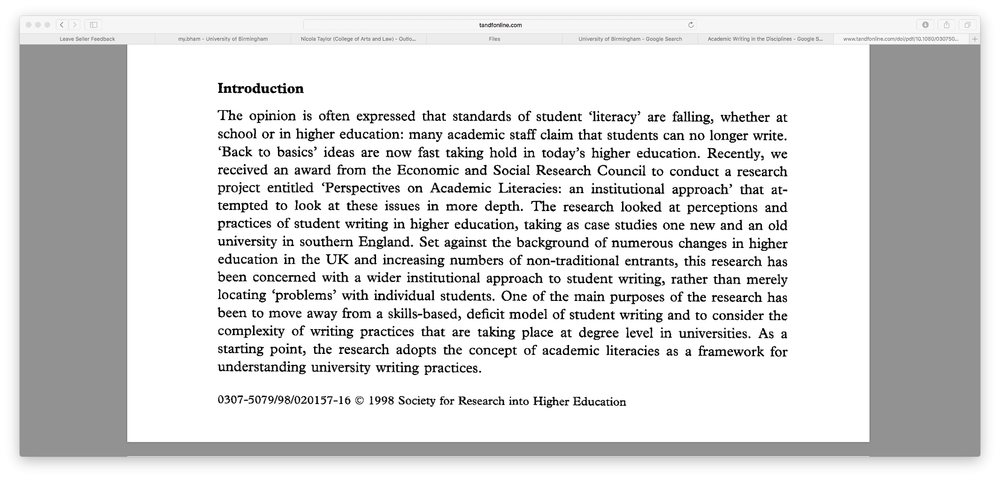 tandfonline.com
Leave Seller Feedback
my.bham - University of Birmingham
Nicola Taylor (College of Arts and Law) - Outlo...
Files
University of Birmingham - Google Search
Academic Writing in the Disciplines - Google S...
www.tandfonline.com/doi/pdf/10.1080/030750...
Introduction
The opinion is often expressed that standards of student ‘literacy’ are falling, whether at
school or in higher education: many academic staff claim that students can no longer write.
‘Back to basics’ ideas are now fast taking hold in today’s higher education. Recently, we
received an award from the Economic and Social Research Council to conduct a research
project entitled ‘Perspectives on Academic Literacies: an institutional approach’ that at-
tempted to look at these issues in more depth. The research looked at perceptions and
practices of student writing in higher education, taking as case studies one new and an old
university in southern England. Set against the background of numerous changes in higher
education in the UK and increasing numbers of non-traditional entrants, this research has
been concerned with a wider institutional approach to student writing, rather than merely
locating ‘problems’ with individual students. One of the main purposes of the research has
been to move away from a skills-based, deficit model of student writing and to consider the
complexity of writing practices that are taking place at degree level in universities. As a
starting point, the research adopts the concept of academic literacies as a framework for
understanding university writing practices.
0307-5079/98/020157-16 © 1998 Society for Research into Higher Education